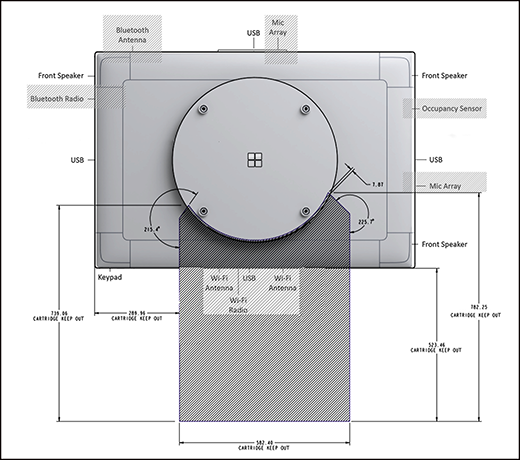 Bluetooth
Antenna
USB
Mic
Array
Front Speaker
Front Speaker
Bluetooth Radio
Occupancy Sensor
USB
USB
7.87
Mic Array
215.4°
225.7°
Front Speaker
Keypad
Wi-Fi
Antenna
USB
Wi-Fi
Antenna
Wi-Fi
Radio
289.96
CARTRIDGE KEEP OUT
739.06
CARTRIDGE KEEP OUT
782.25
CARTRIDGE KEEP OUT
523.46
CARTRIDGE KEEP OUT
582.40
CARTRIDGE KEEP OUT